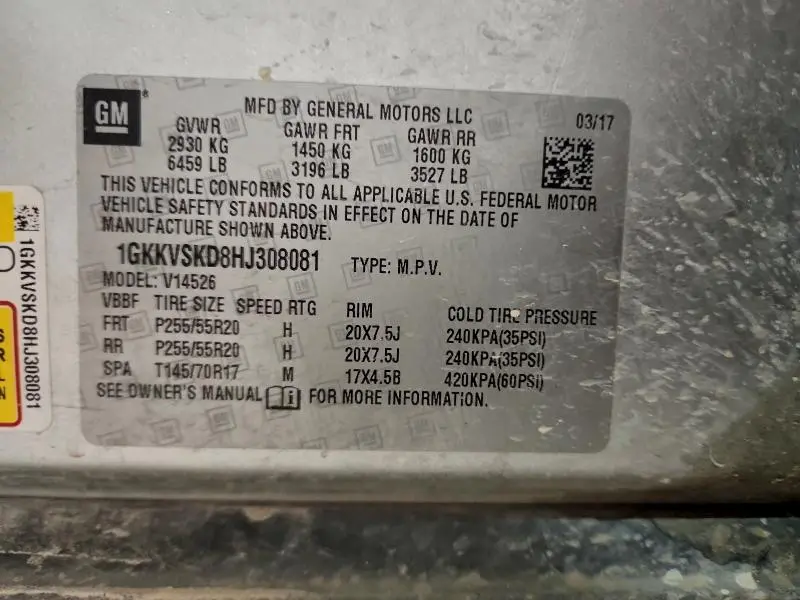 GM
MFD BY GENERAL MOTORS LLC
03/17
GVWR GAWR FRT GAWR RR
2930 KG 1450 KG 1600 KG
6459 LB 3196 LB 3527 LB
THIS VEHICLE CONFORMS TO ALL APPLICABLE U.S. FEDERAL MOTOR
VEHICLE SAFETY STANDARDS IN EFFECT ON THE DATE OF
MANUFACTURE SHOWN ABOVE.
1GKKVSKD8HJ308081 TYPE: M.P.V.
MODEL: V14526
VBBF TIRE SIZE SPEED RTG RIM COLD TIRE PRESSURE
FRT P255/55R20 H 20X7.5J 240KPA(35PSI)
RR P255/55R20 H 20X7.5J 240KPA(35PSI)
SPA T145/70R17 M 17X4.5B 420KPA(60PSI)
SEE OWNER'S MANUAL FOR MORE INFORMATION.
1GKKVSKD8HJ308081